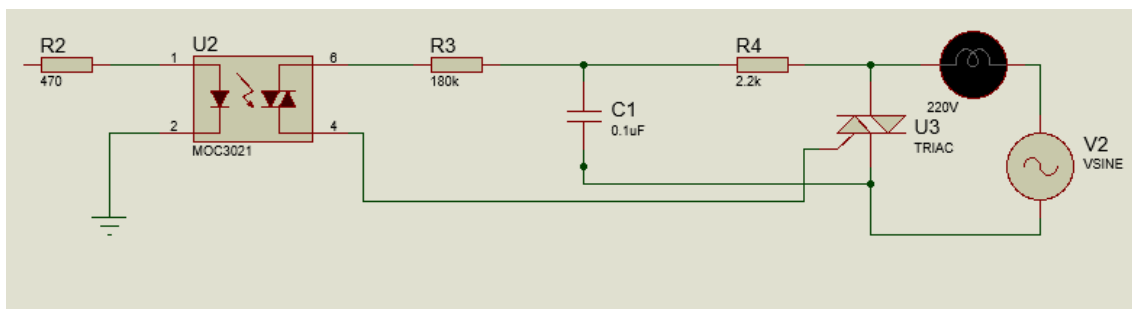 R2
470
1
2
U2
6
4
MOC3021
R3
180k
C1
0.1uF
R4
2.2k
220V
U3
TRIAC
V2
VSINE